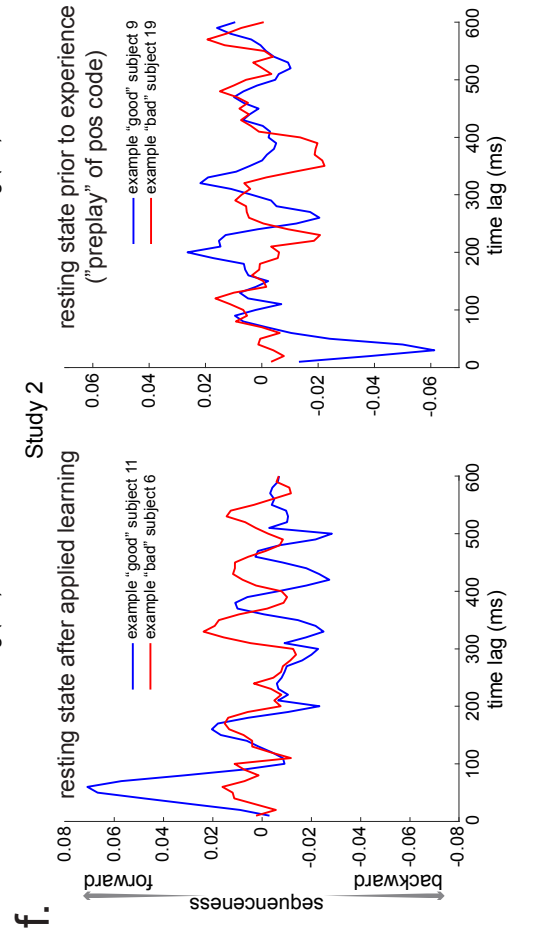 f.
Study 2
resting state after applied learning
example “good” subject 11
example “bad” subject 6
0.08
0.06
0.04
0.02
0
-0.02
-0.04
-0.06
-0.08
forward
sequenceness
backward
0 100 200 300 400 500 600
time lag (ms)
resting state prior to experience
(”preplay” of pos code)
example “good” subject 9
example “bad” subject 19
0.06
0.04
0.02
0
-0.02
-0.04
-0.06
0 100 200 300 400 500 600
time lag (ms)